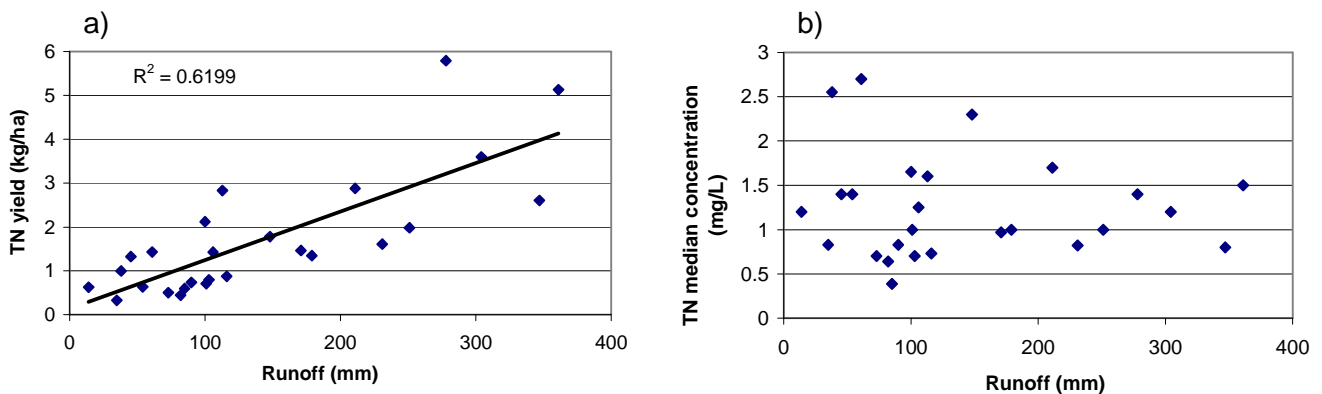 a)
R² = 0.6199
TN yield (kg/ha)
6
5
4
3
2
1
0
0 100 200 300 400
Runoff (mm)
b)
TN median concentration
(mg/L)
3
2.5
2
1.5
1
0.5
0
0 100 200 300 400
Runoff (mm)